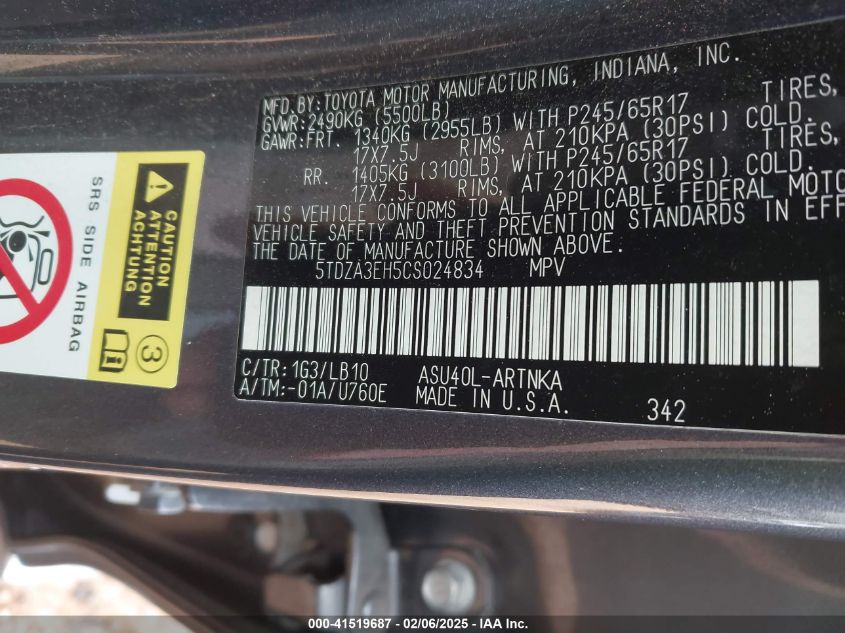 MFD.BY:TOYOTA MOTOR MANUFACTURING, INDIANA, INC.
GVWR:2490KG (5500LB)
GAWR:FRT. 1340KG (2955LB) WITH P245/65R17 TIRES,
17X7.5J RIMS, AT 210KPA (30PSI) COLD.
RR. 1405KG (3100LB) WITH P245/65R17 TIRES,
17X7.5J RIMS, AT 210KPA (30PSI) COLD.
THIS VEHICLE CONFORMS TO ALL APPLICABLE FEDERAL MOTO
VEHICLE SAFETY AND THEFT PREVENTION STANDARDS IN EFF
THE DATE OF MANUFACTURE SHOWN ABOVE.
5TDZA3EH5CS024834 MPV
C/TR:1G3/LB10 ASU40L-ARTNKA
A/TM:-01A/U760E MADE IN U.S.A. 342
SRS SIDE AIRBAG
CAUTION
ATTENTION
ACHTUNG
3
000-41519687 - 02/06/2025 - IAAI.com